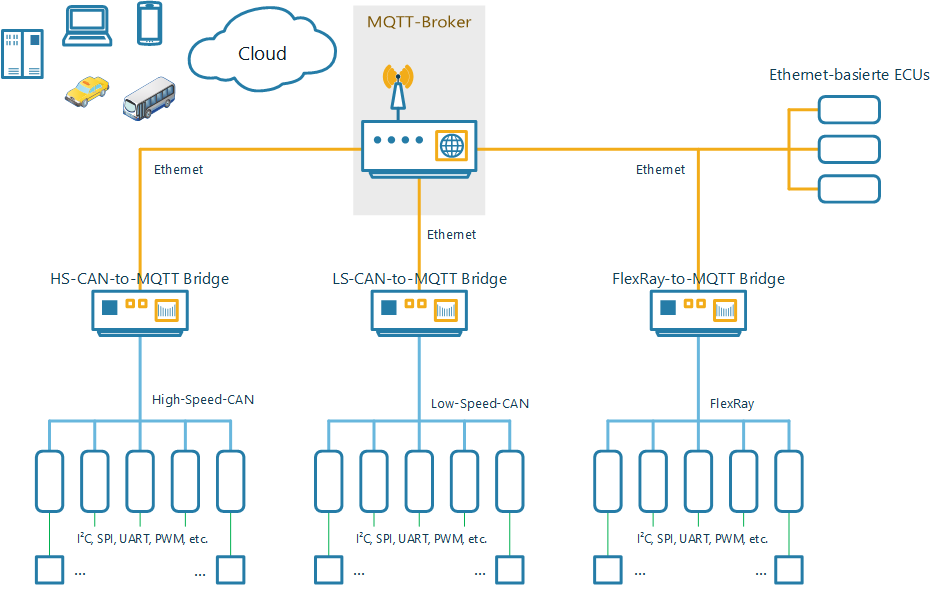 MQTT-Broker
Cloud
Ethernet-basierte ECUs
Ethernet
Ethernet
Ethernet
HS-CAN-to-MQTT Bridge
LS-CAN-to-MQTT Bridge
FlexRay-to-MQTT Bridge
High-Speed-CAN
Low-Speed-CAN
FlexRay
I²C, SPI, UART, PWM, etc.
I²C, SPI, UART, PWM, etc.
I²C, SPI, UART, PWM, etc.
... ...
... ...
... ...